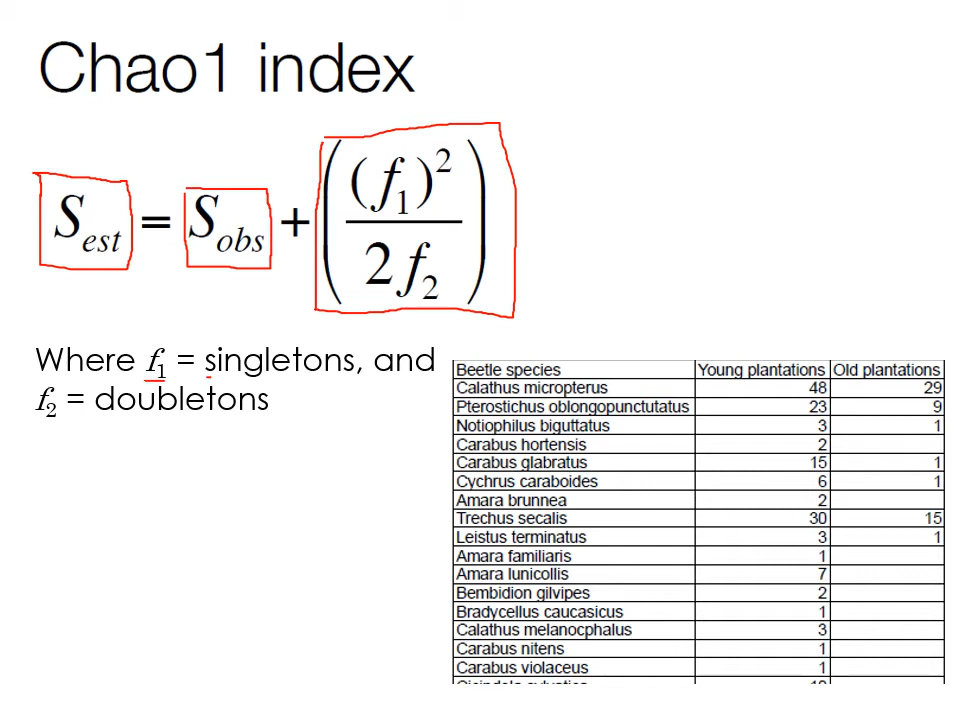 Chao1 index
S_est = S_obs + ( (f_1)^2 / 2f_2 )
Where f_1 = singletons, and
f_2 = doubletons
Beetle species Young plantations Old plantations
Calathus micropterus 48 29
Pterostichus oblongopunctutatus 23 9
Notiophilus biguttatus 3 1
Carabus hortensis 2
Carabus glabratus 15 1
Cychrus caraboides 6 1
Amara brunnea 2
Trechus secalis 30 15
Leistus terminatus 3 1
Amara familiaris 1
Amara lunicollis 7
Bembidion gilvipes 2
Bradycellus caucasicus 1
Calathus melanocphalus 3
Carabus nitens 1
Carabus violaceus 1